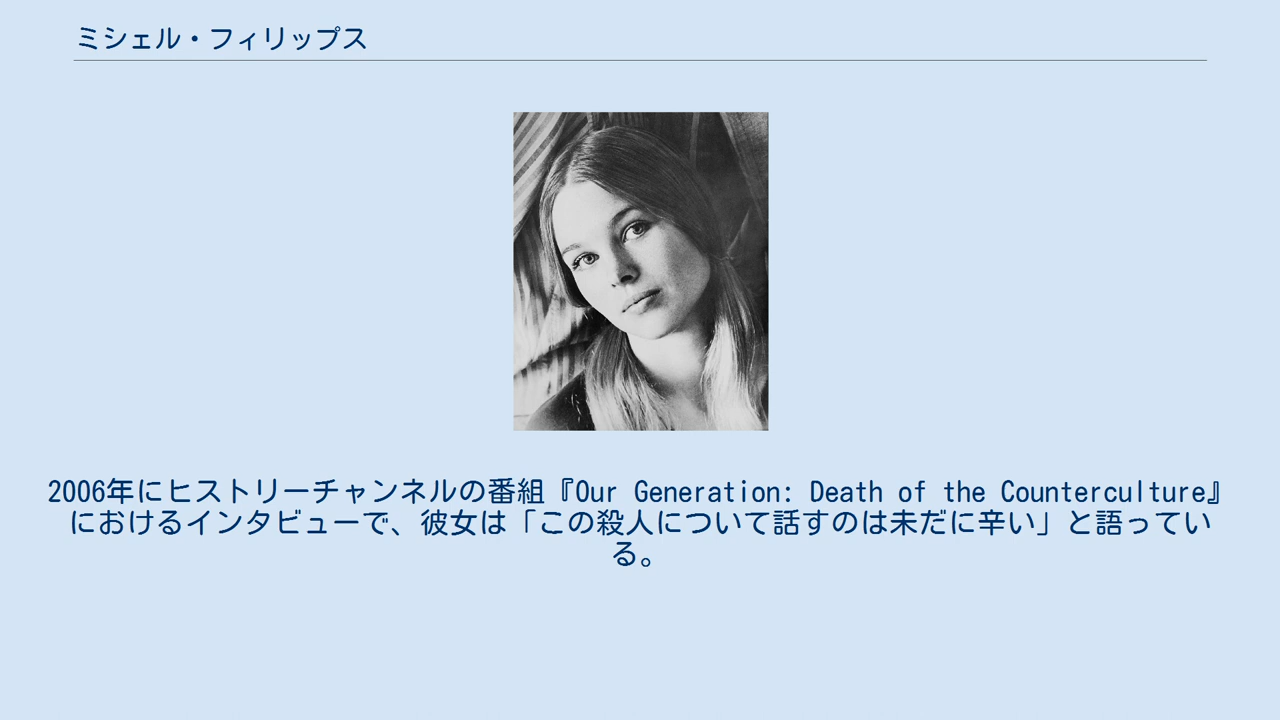 ミシェル・フィリップス
2006年にヒストリーチャンネルの番組『Our Generation: Death of the Counterculture』
におけるインタビューで、彼女は「この殺人について話すのは未だに辛い」と語ってい
る。